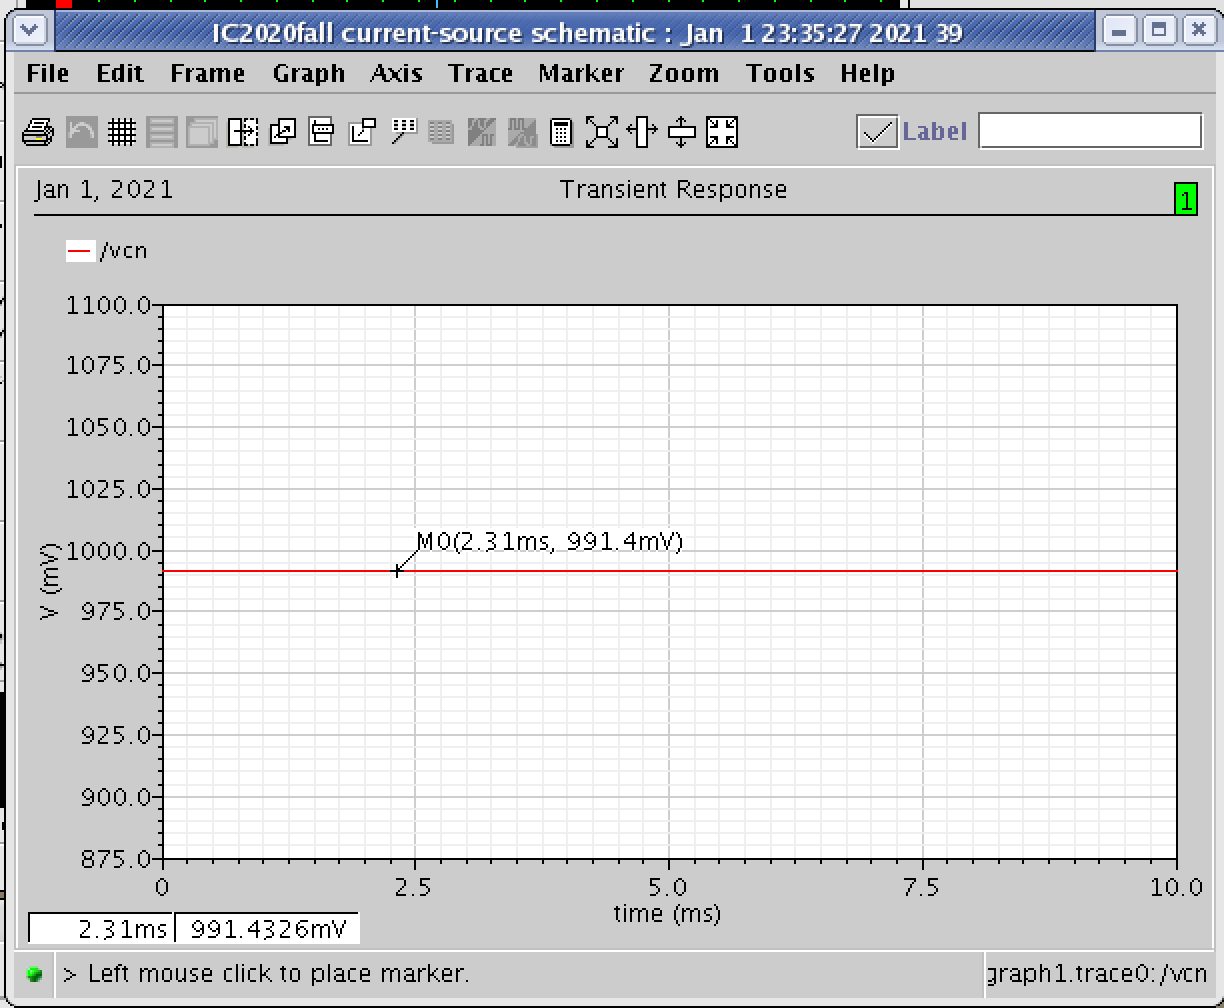 IC2020fall current-source schematic : Jan  1 23:35:27 2021 39
File Edit Frame Graph Axis Trace Marker Zoom Tools Help
Label
Jan 1, 2021 Transient Response 1
/vcn
1100.0
1075.0
1050.0
1025.0
1000.0
975.0
950.0
925.0
900.0
875.0
V (mV)
M0(2.31ms, 991.4mV)
0 2.5 5.0 7.5 10.0
time (ms)
2.31ms 991.4326mV
> Left mouse click to place marker. graph1.trace0:/vcn